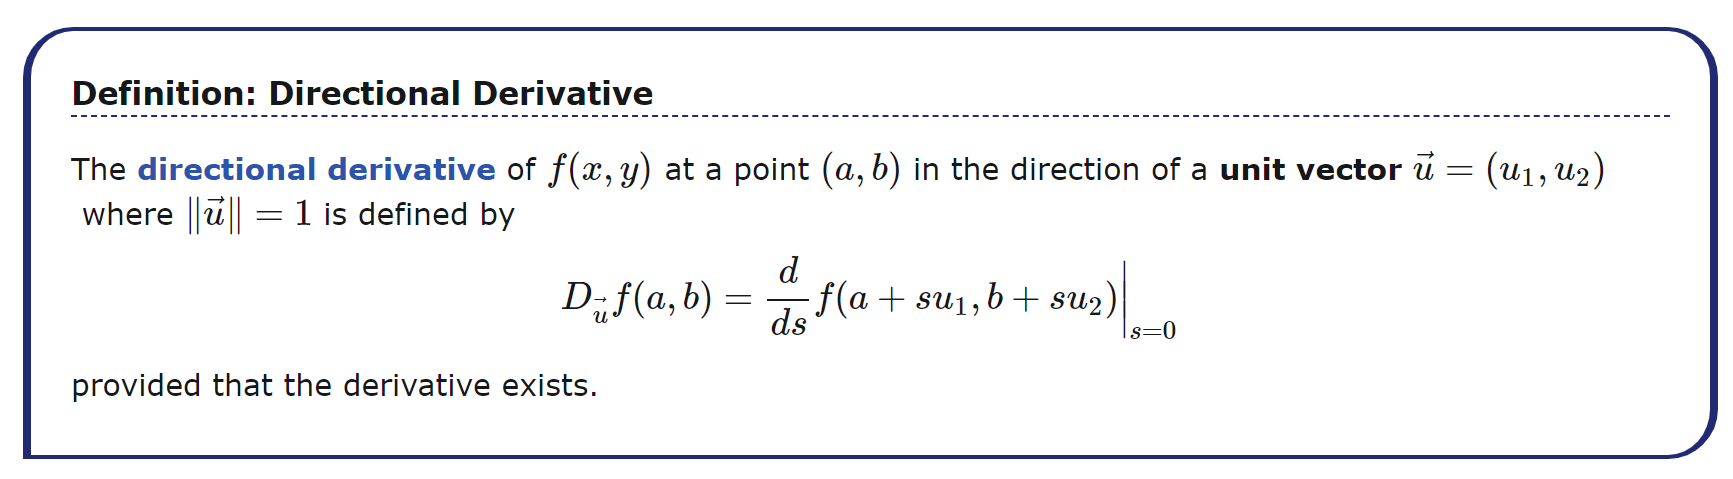 Definition: Directional Derivative
The directional derivative of f(x, y) at a point (a, b) in the direction of a unit vector \vec{u} = (u_1, u_2)
where \|\vec{u}\| = 1 is defined by
D_{\vec{u}} f(a, b) = \frac{d}{ds} f(a + su_1, b + su_2) \Big|_{s=0}
provided that the derivative exists.